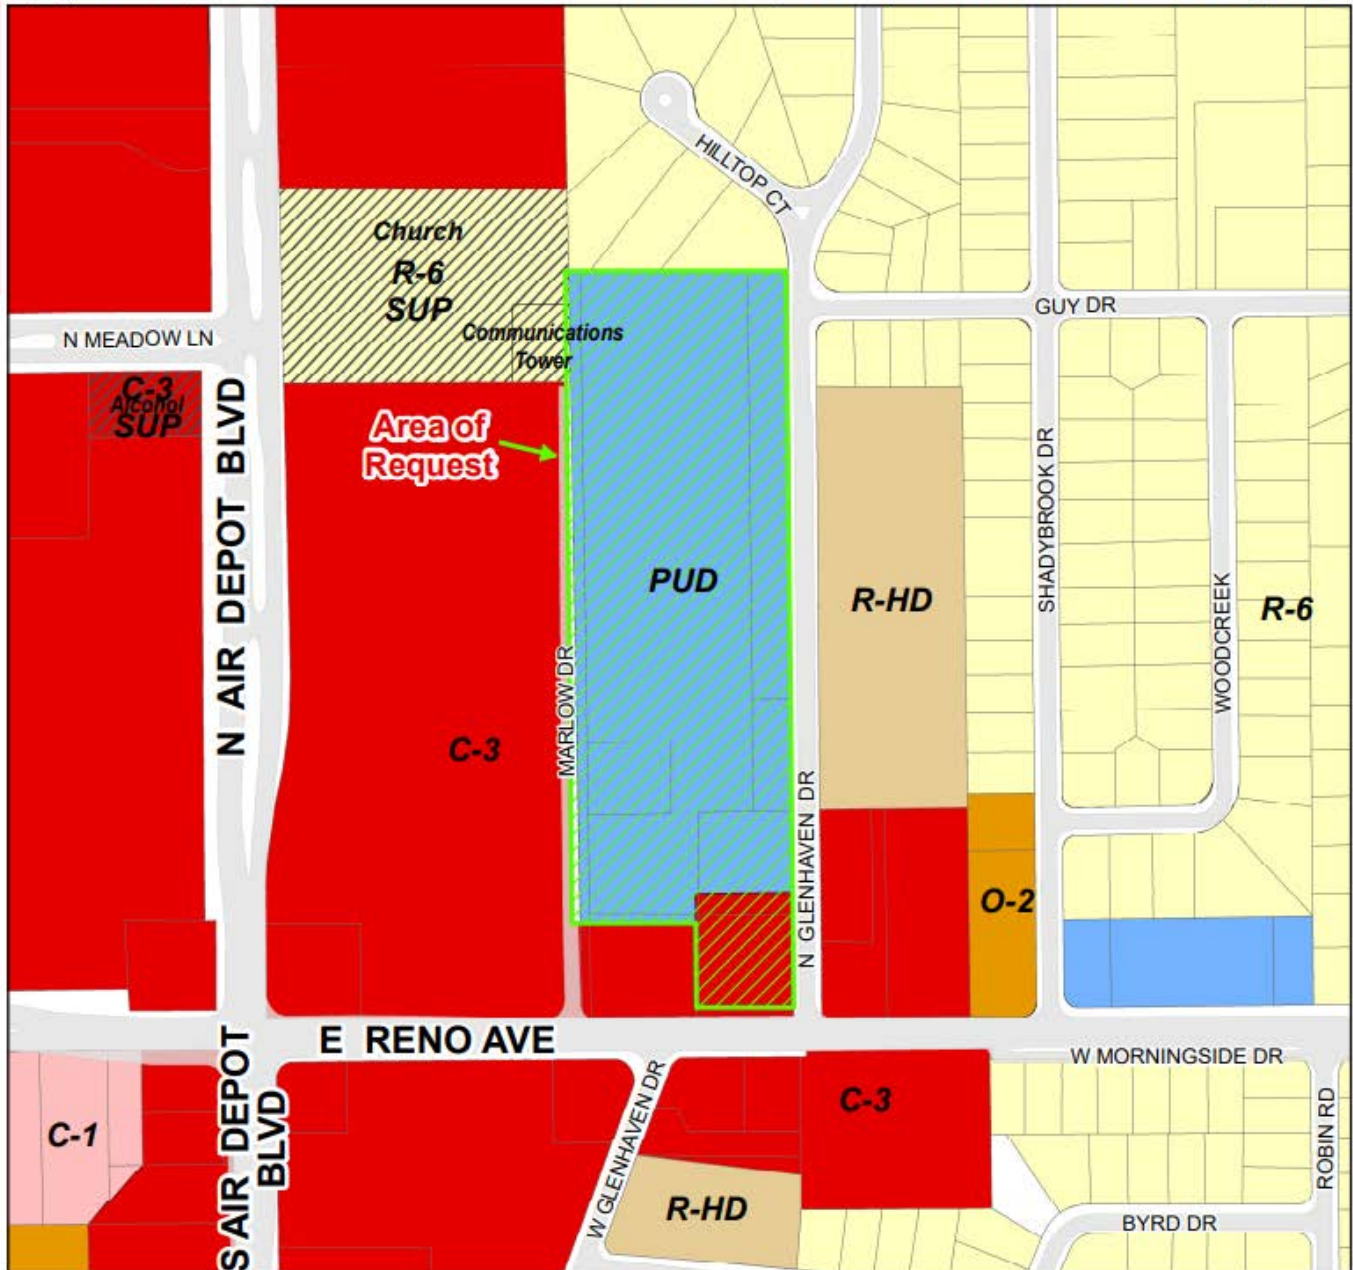 HILLTOP CT
Church
R-6
SUP
Communications
Tower
GUY DR
N MEADOW LN
C-3
Alcohol
SUP
N AIR DEPOT BLVD
Area of
Request
SHADYBROOK DR
PUD
R-HD
WOODCREEK
R-6
MARLOW DR
C-3
N GLENHAVEN DR
O-2
E RENO AVE
S AIR DEPOT
BLVD
W MORNINGSIDE DR
C-3
C-1
W GLENHAVEN DR
ROBIN RD
R-HD
BYRD DR